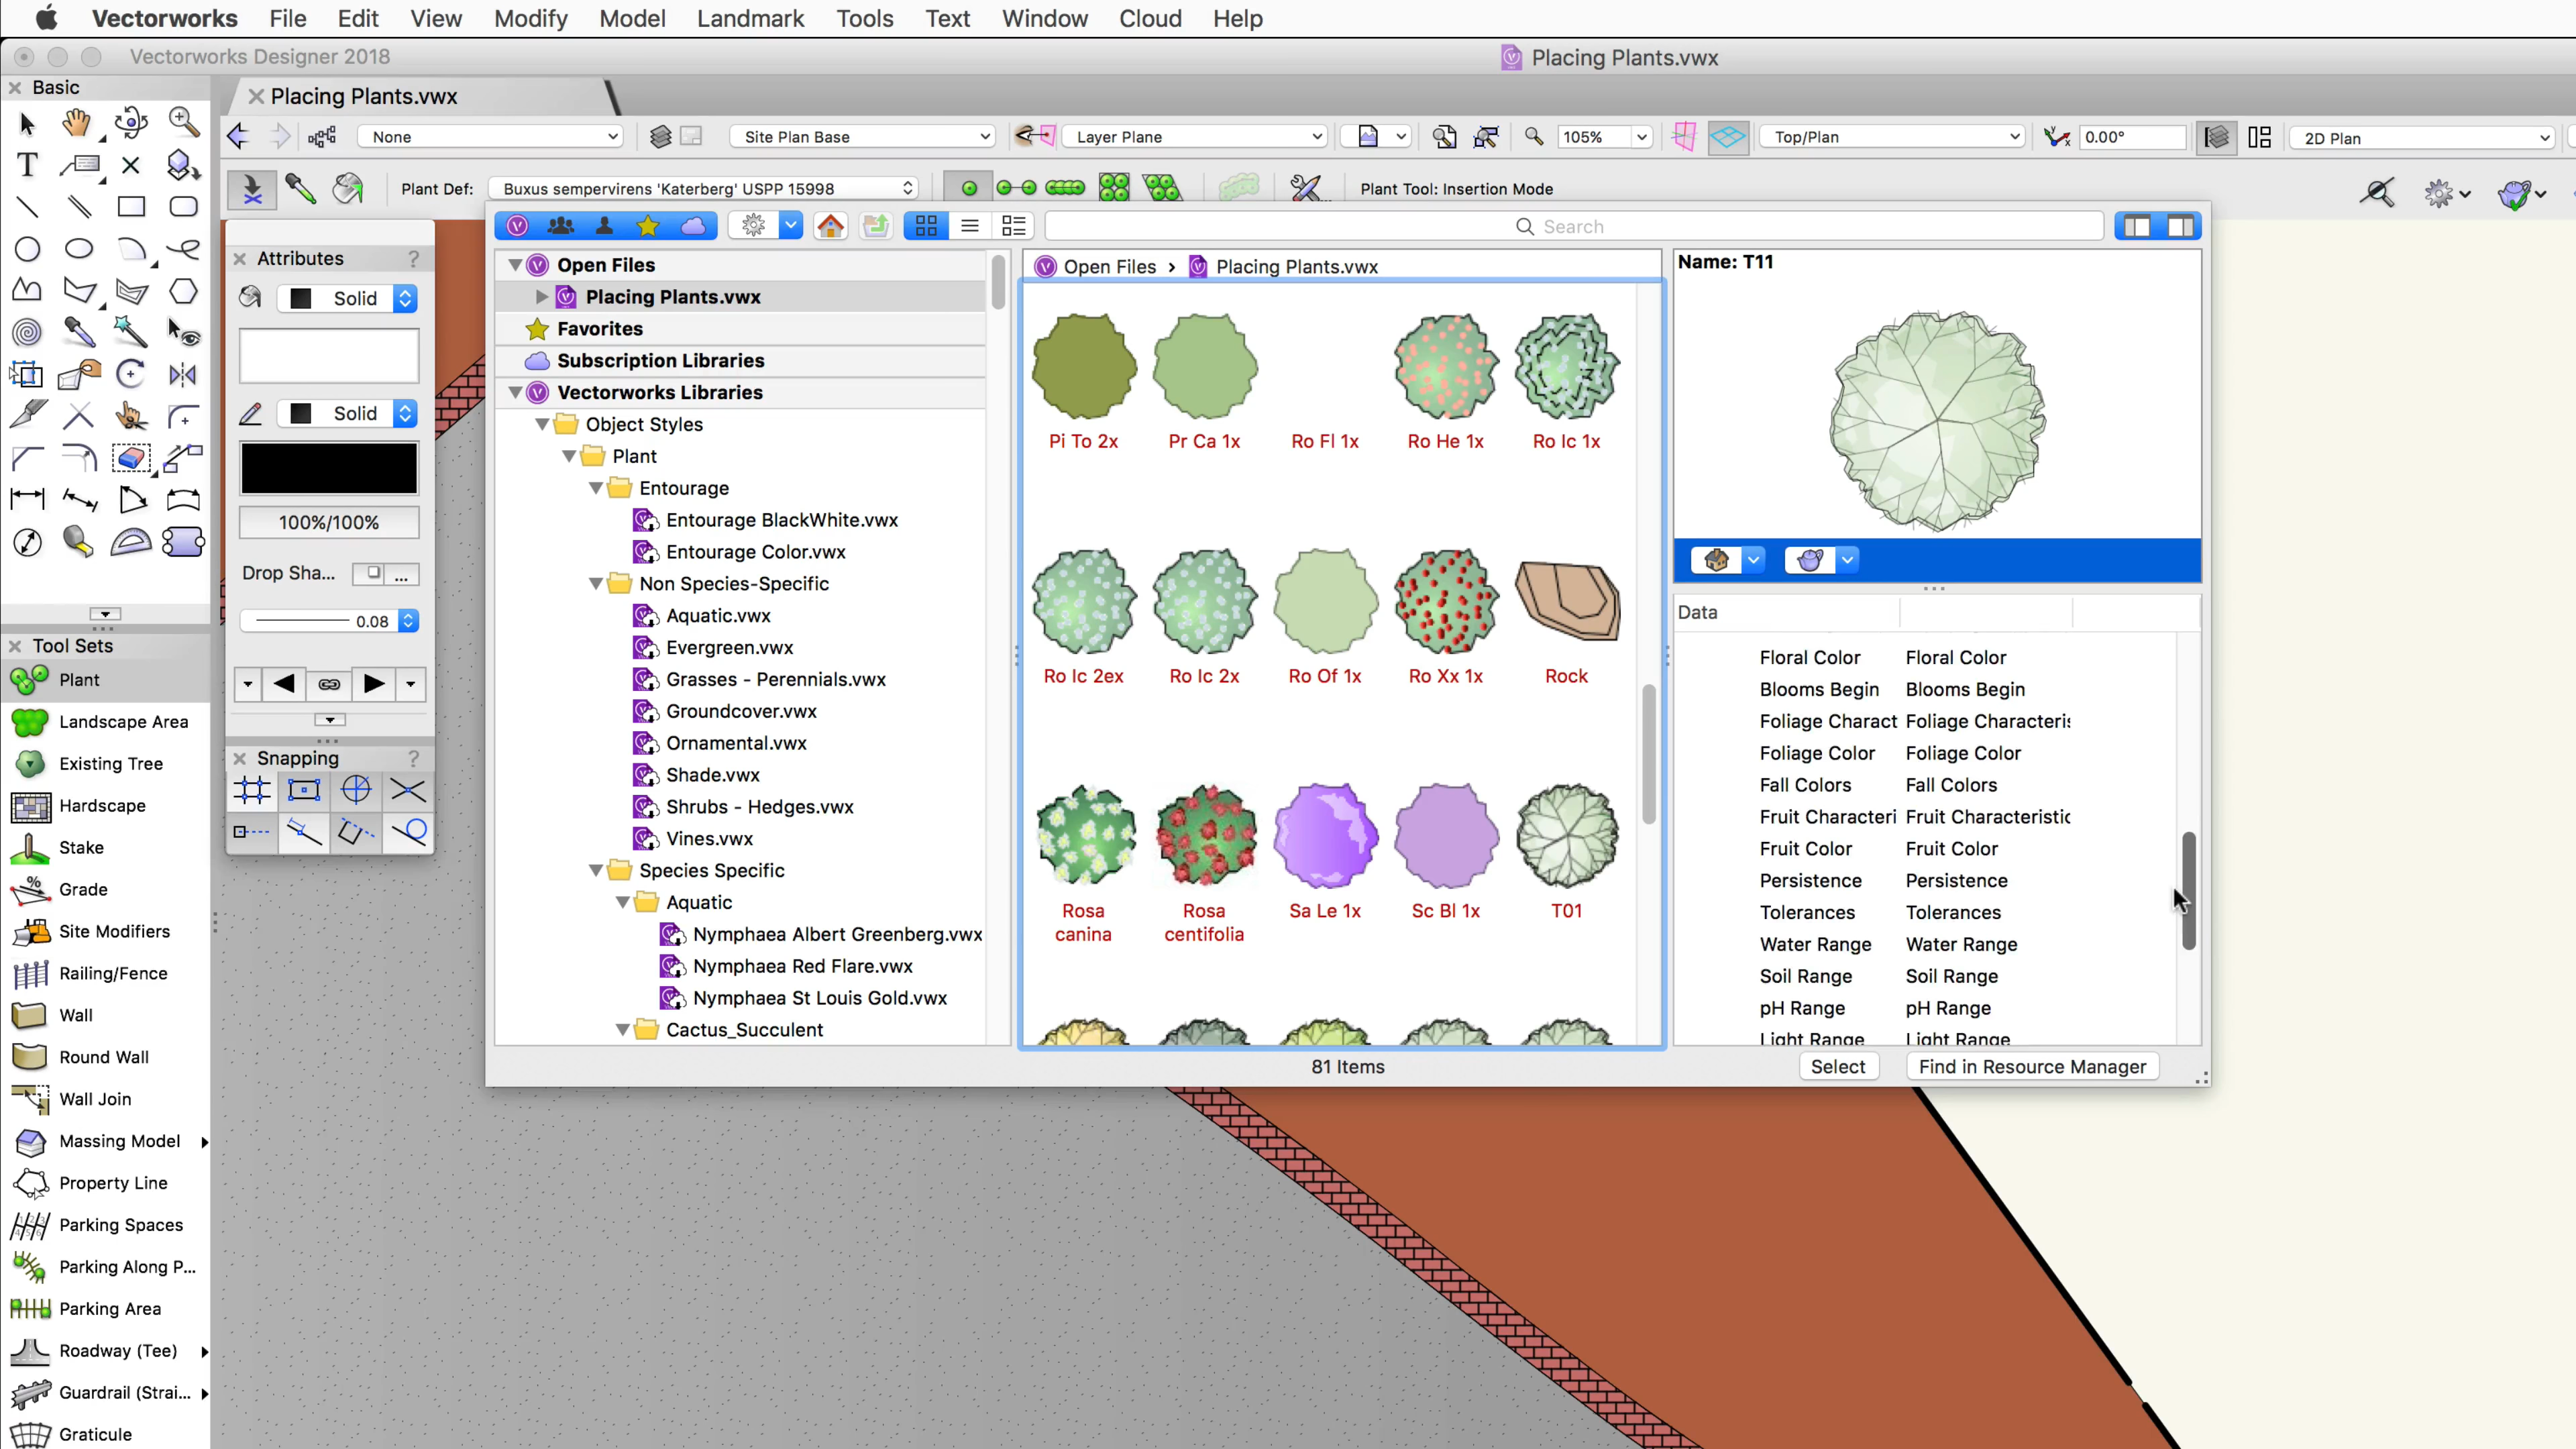 Vectorworks File Edit View Modify Model Landmark Tools Text Window Cloud Help
Vectorworks Designer 2018
Placing Plants.vwx
Basic
Placing Plants.vwx
None
Site Plan Base
Layer Plane
105%
Top/Plan
0.00°
2D Plan
Plant Def: Buxus sempervirens 'Katerberg' USPP 15998
Plant Tool: Insertion Mode
Search
Attributes ?
Solid
Solid
100%/100%
Drop Sha...
...
0.08
Snapping ?
Tool Sets
Plant
Landscape Area
Existing Tree
Hardscape
Stake
Grade
Site Modifiers
Railing/Fence
Wall
Round Wall
Wall Join
Massing Model
Property Line
Parking Spaces
Parking Along P...
Parking Area
Roadway (Tee)
Guardrail (Strai...
Graticule
Open Files
Placing Plants.vwx
Favorites
Subscription Libraries
Vectorworks Libraries
Object Styles
Plant
Entourage
Entourage BlackWhite.vwx
Entourage Color.vwx
Non Species-Specific
Aquatic.vwx
Evergreen.vwx
Grasses - Perennials.vwx
Groundcover.vwx
Ornamental.vwx
Shade.vwx
Shrubs - Hedges.vwx
Vines.vwx
Species Specific
Aquatic
Nymphaea Albert Greenberg.vwx
Nymphaea Red Flare.vwx
Nymphaea St Louis Gold.vwx
Cactus_Succulent
Open Files › Placing Plants.vwx
Pi To 2x Pr Ca 1x Ro Fl 1x Ro He 1x Ro Ic 1x
Ro Ic 2ex Ro Ic 2x Ro Of 1x Ro Xx 1x Rock
Rosa canina Rosa centifolia Sa Le 1x Sc Bl 1x T01
81 Items
Name: T11
Data
Floral Color Floral Color
Blooms Begin Blooms Begin
Foliage Charact Foliage Characteris
Foliage Color Foliage Color
Fall Colors Fall Colors
Fruit Characteri Fruit Characteristic
Fruit Color Fruit Color
Persistence Persistence
Tolerances Tolerances
Water Range Water Range
Soil Range Soil Range
pH Range pH Range
Light Range Light Range
Select Find in Resource Manager